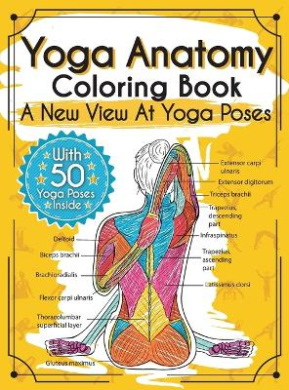 Yoga Anatomy
Coloring Book
A New View At Yoga Poses
With
50
Yoga Poses
Inside
Extensor carpi
ulnaris
Extensor digitorum
Triceps brachii
Trapezius,
descending
part
Infraspinatus
Trapezius,
ascending
part
Latissimus dorsi
Deltoid
Biceps brachii
Brachioradialis
Flexor carpi ulnaris
Thoracolumbar
superficial layer
Gluteus maximus